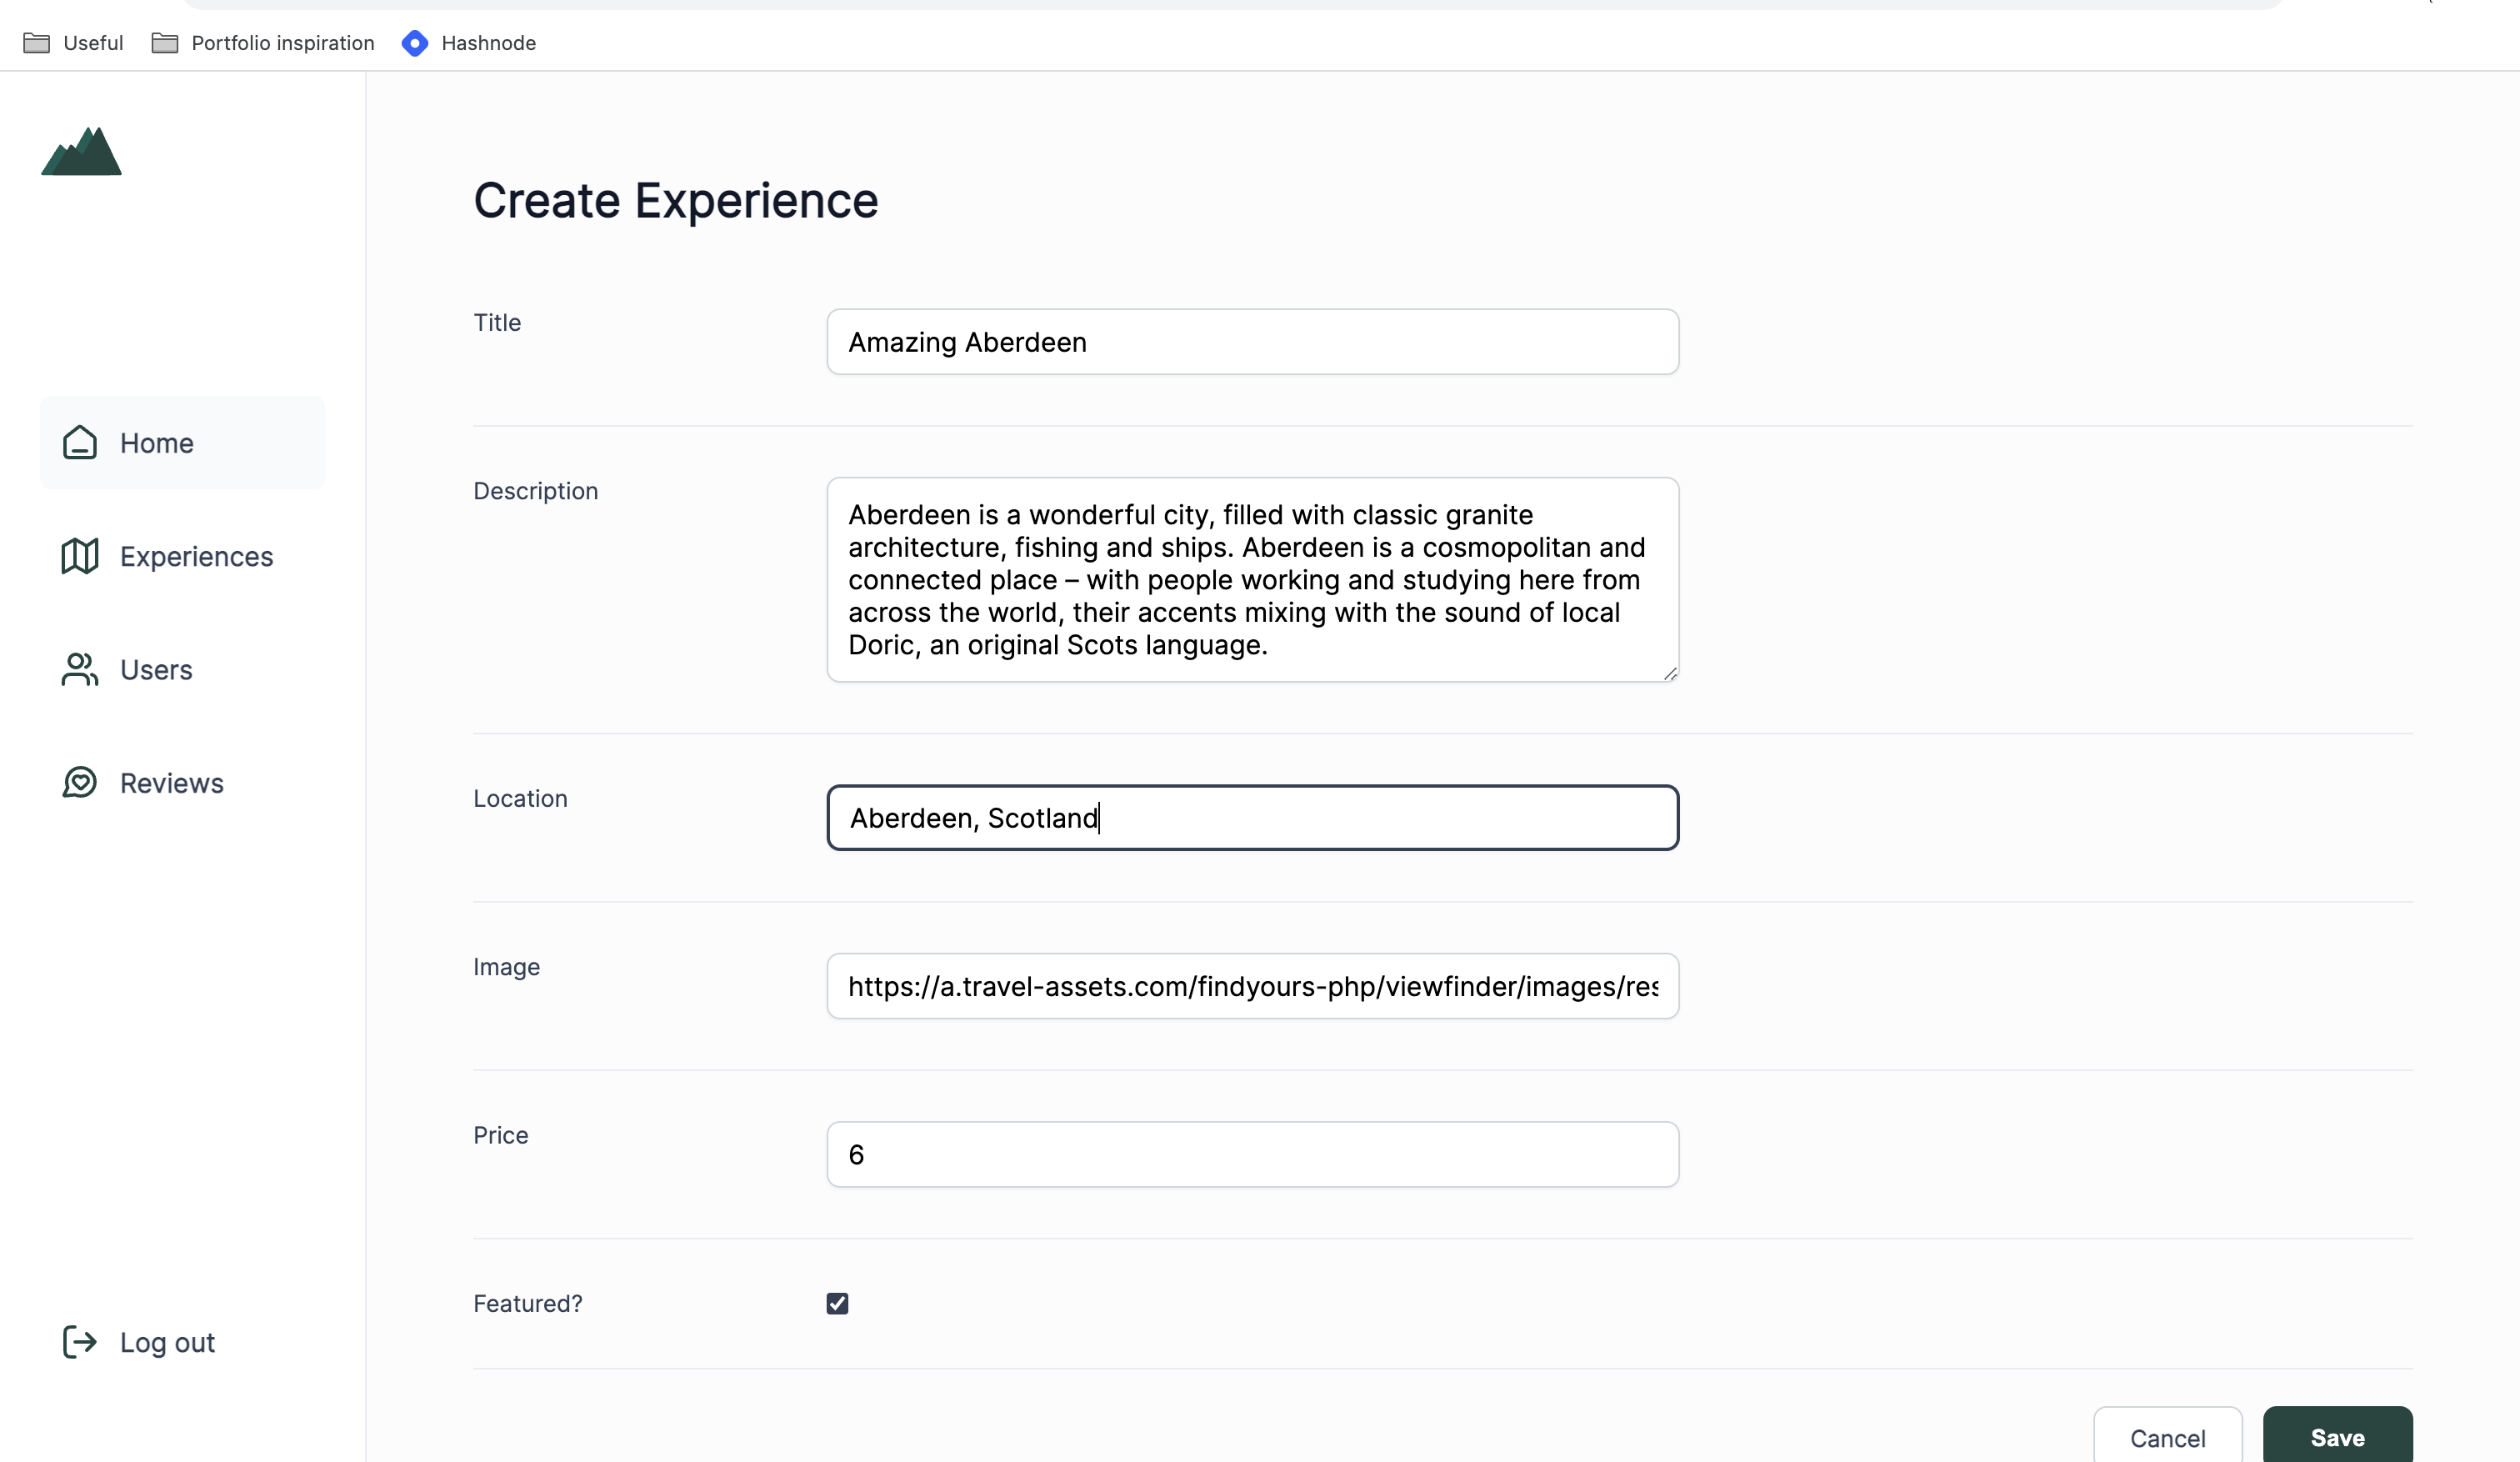 Useful Portfolio inspiration Hashnode
Home
Experiences
Users
Reviews
Log out
Create Experience
Title
Amazing Aberdeen
Description
Aberdeen is a wonderful city, filled with classic granite
architecture, fishing and ships. Aberdeen is a cosmopolitan and
connected place – with people working and studying here from
across the world, their accents mixing with the sound of local
Doric, an original Scots language.
Location
Aberdeen, Scotland
Image
https://a.travel-assets.com/findyours-php/viewfinder/images/res
Price
6
Featured?
Cancel Save